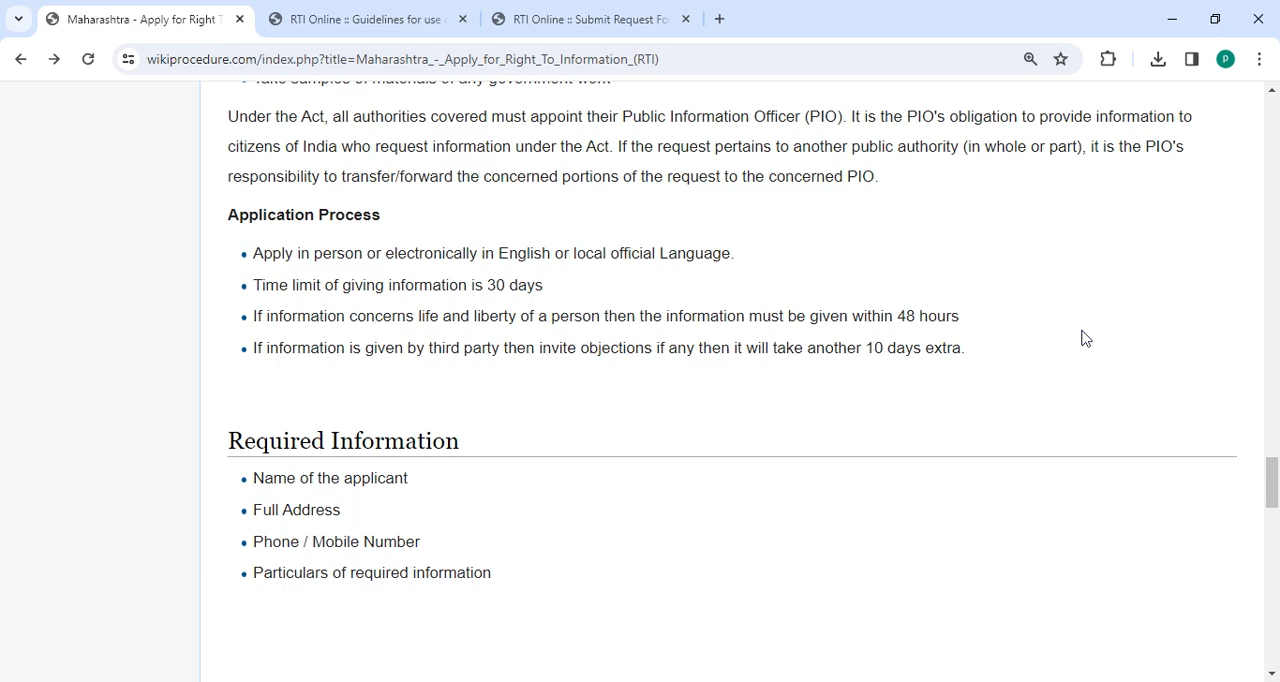 Maharashtra - Apply for Right T
RTI Online :: Guidelines for use
RTI Online :: Submit Request Fo
wikiprocedure.com/index.php?title=Maharashtra_-_Apply_for_Right_To_Information_(RTI)
P
Take samples of materials of any government work
Under the Act, all authorities covered must appoint their Public Information Officer (PIO). It is the PIO's obligation to provide information to
citizens of India who request information under the Act. If the request pertains to another public authority (in whole or part), it is the PIO's
responsibility to transfer/forward the concerned portions of the request to the concerned PIO.
Application Process
Apply in person or electronically in English or local official Language.
Time limit of giving information is 30 days
If information concerns life and liberty of a person then the information must be given within 48 hours
If information is given by third party then invite objections if any then it will take another 10 days extra.
Required Information
Name of the applicant
Full Address
Phone / Mobile Number
Particulars of required information